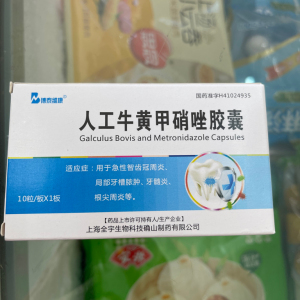 国药准字H41024935
人工牛黄甲硝唑胶囊
Galculus Bovis and Metronidazole Capsules
适应症：用于急性智齿冠周炎、
局部牙槽脓肿、牙髓炎、
根尖周炎等。
10粒/板X1板
【药品上市许可持有人/生产企业】
上海全宇生物科技确山制药有限公司